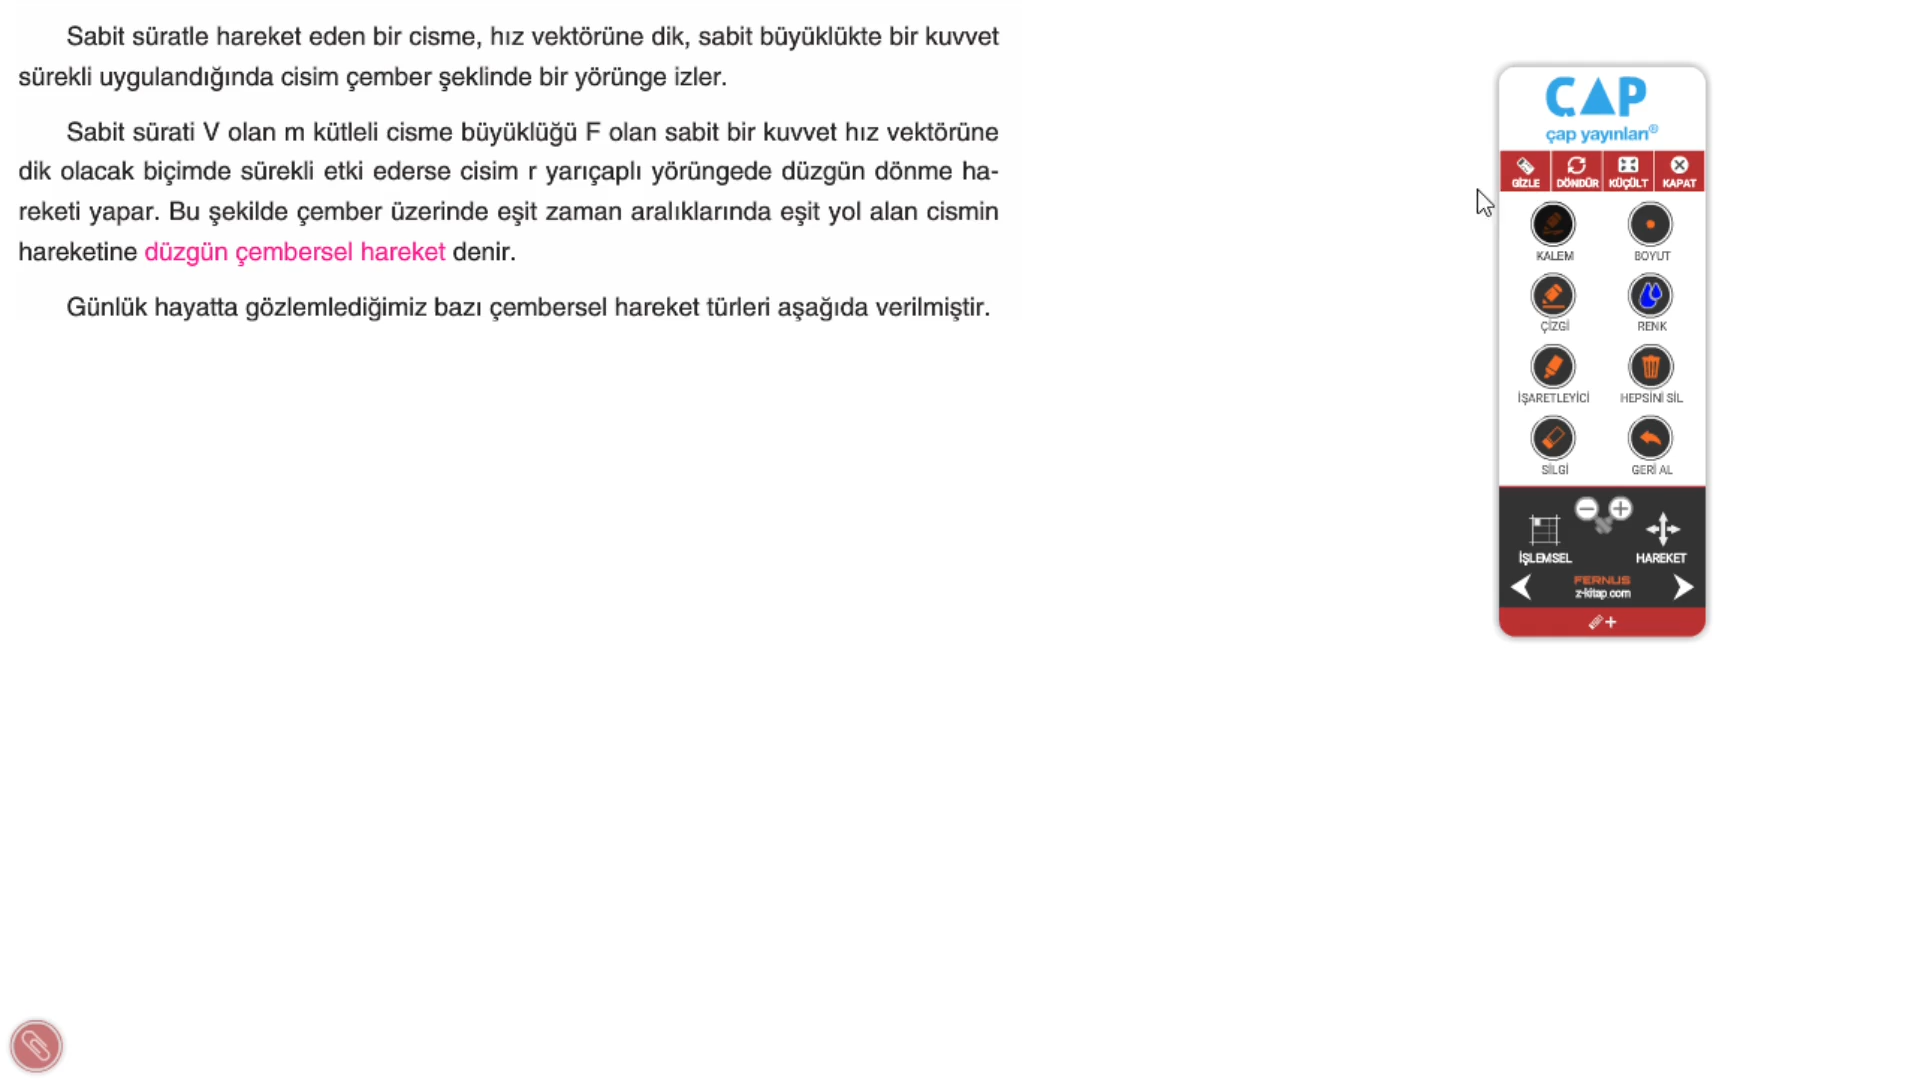 Sabit süratle hareket eden bir cisme, hız vektörüne dik, sabit büyüklükte bir kuvvet
sürekli uygulandığında cisim çember şeklinde bir yörünge izler.
Sabit sürati V olan m kütleli cisme büyüklüğü F olan sabit bir kuvvet hız vektörüne
dik olacak biçimde sürekli etki ederse cisim r yarıçaplı yörüngede düzgün dönme ha-
reketi yapar. Bu şekilde çember üzerinde eşit zaman aralıklarında eşit yol alan cismin
hareketine düzgün çembersel hareket denir.
Günlük hayatta gözlemlediğimiz bazı çembersel hareket türleri aşağıda verilmiştir.
ÇAP
çap yayınları®
GİZLE DÖNDÜR KÜÇÜLT KAPAT
KALEM BOYUT
ÇİZGİ RENK
İŞARETLEYİCİ HEPSİNİ SİL
SİLGİ GERİ AL
İŞLEMSEL HAREKET
FERNUS
z-kitap.com